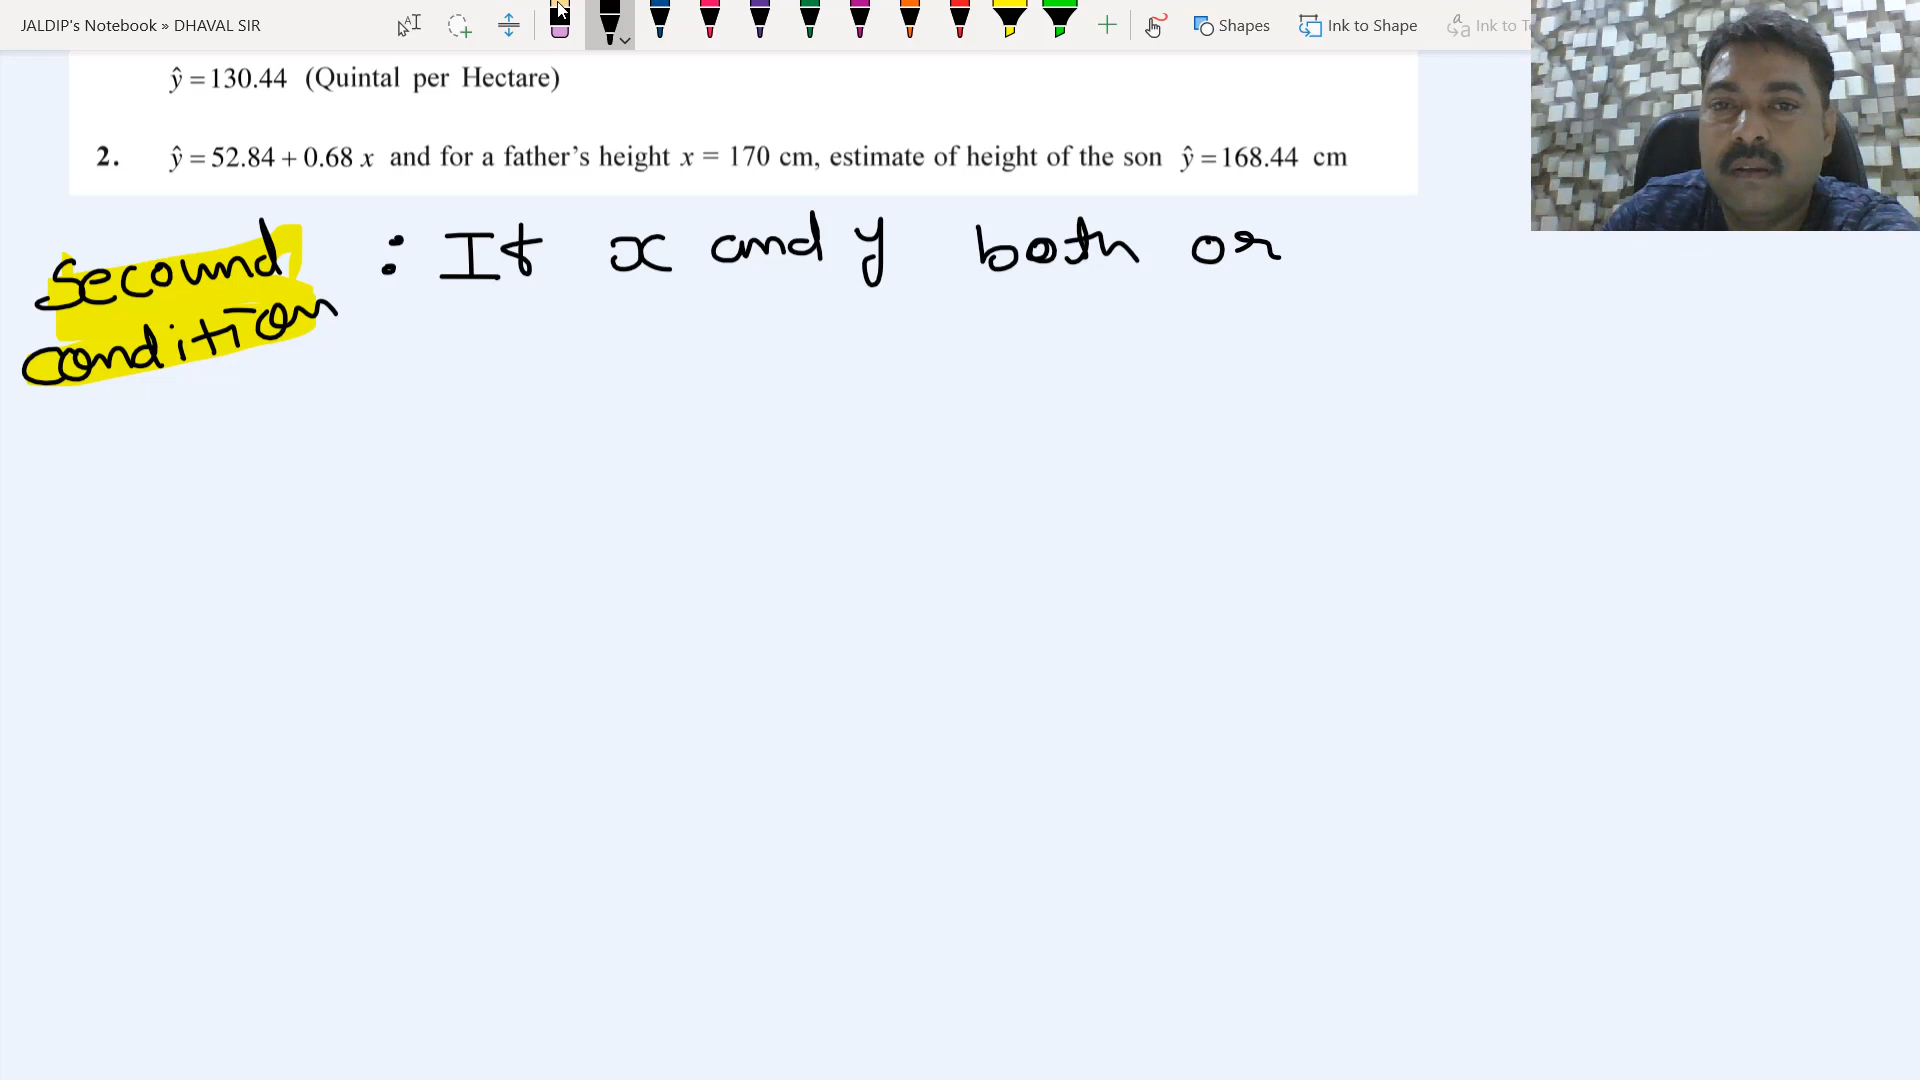 JALDIP's Notebook » DHAVAL SIR
Shapes
Ink to Shape
Ink to T
ŷ = 130.44 (Quintal per Hectare)
2. ŷ = 52.84 + 0.68 x and for a father's height x = 170 cm, estimate of height of the son ŷ = 168.44 cm
Secound : If x and y both or
condition